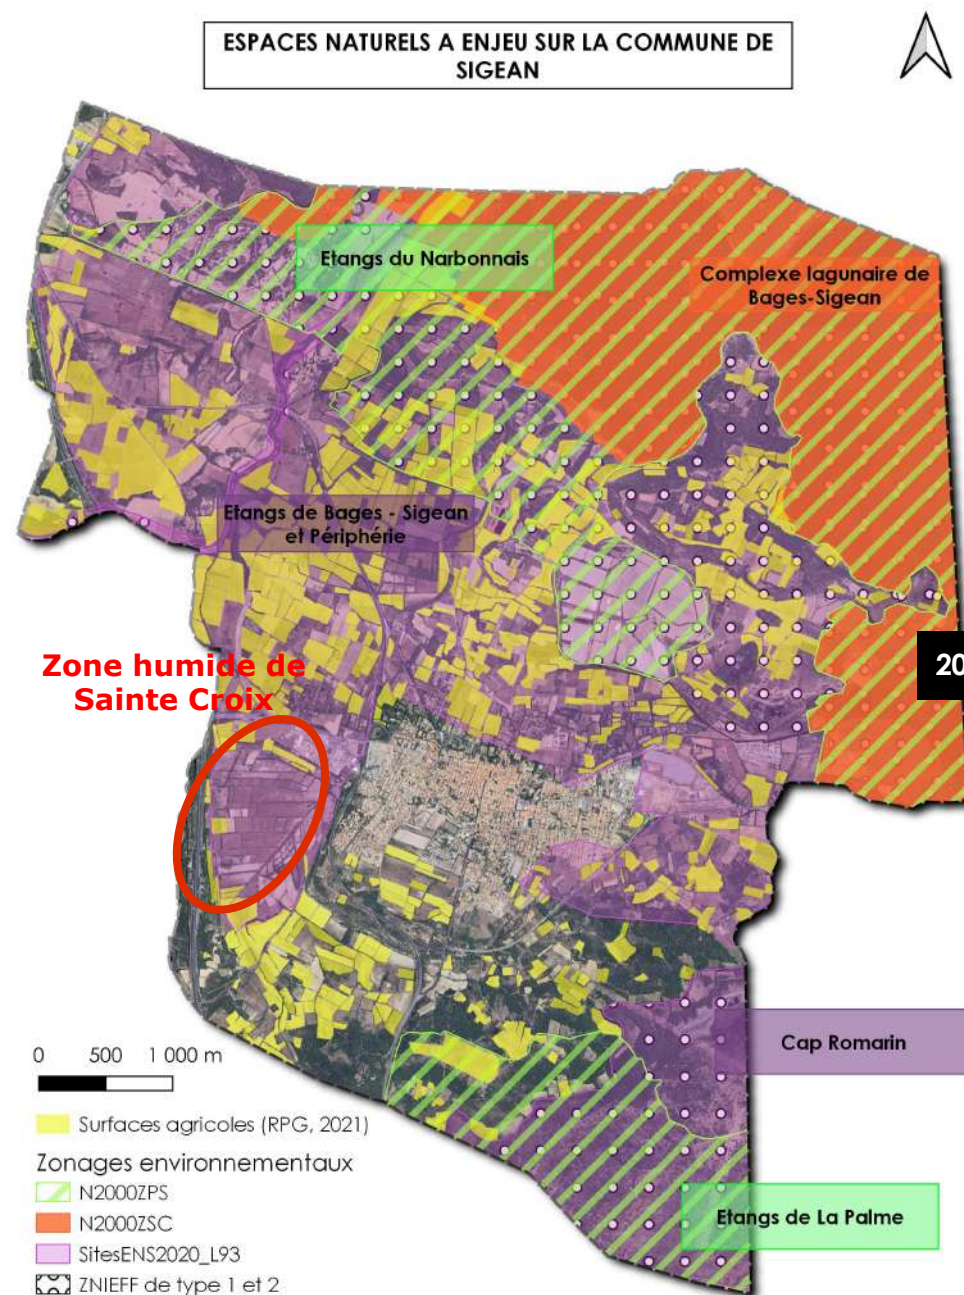 ESPACES NATURELS A ENJEU SUR LA COMMUNE DE
SIGEAN
Etangs du Narbonnais
Complexe lagunaire de
Bages-Sigean
Etangs de Bages - Sigean
et Périphérie
Zone humide de
Sainte Croix
20
Cap Romarin
Etangs de La Palme
0 500 1 000 m
Surfaces agricoles (RPG, 2021)
Zonages environnementaux
N2000ZPS
N2000ZSC
SitesENS2020_L93
ZNIEFF de type 1 et 2